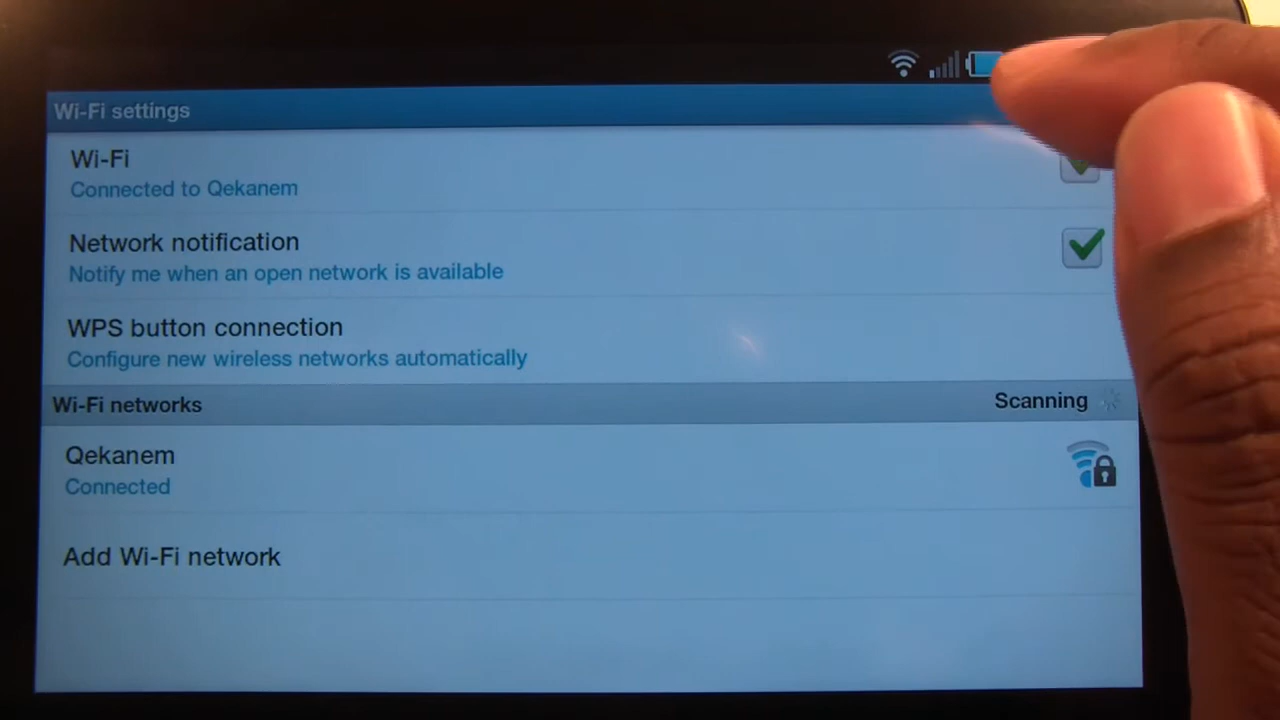 Wi-Fi settings
Wi-Fi
Connected to Qekanem
Network notification
Notify me when an open network is available
WPS button connection
Configure new wireless networks automatically
Wi-Fi networks
Scanning
Qekanem
Connected
Add Wi-Fi network